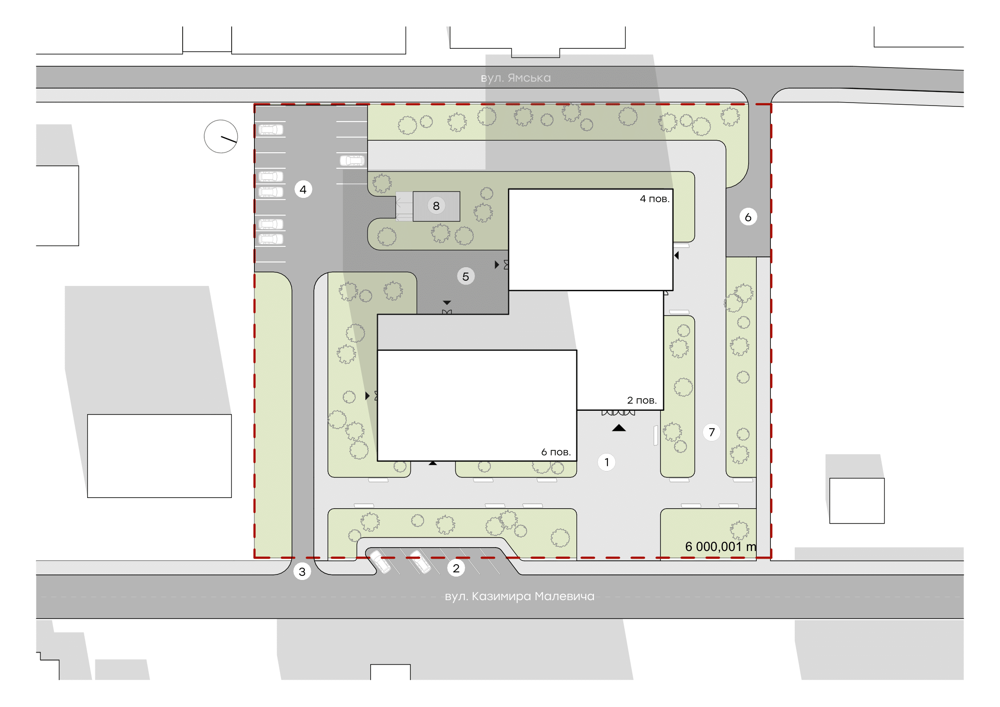 вул. Ямська
4
8
4 пов.
6
5
2 пов.
7
6 пов.
1
6 000,001 m
3
2
вул. Казимира Малевича